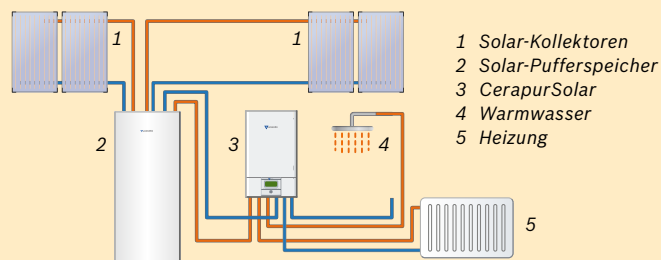 1
1
1 Solar-Kollektoren
2 Solar-Pufferspeicher
3 CerapurSolar
4 Warmwasser
5 Heizung
2
3
4
5